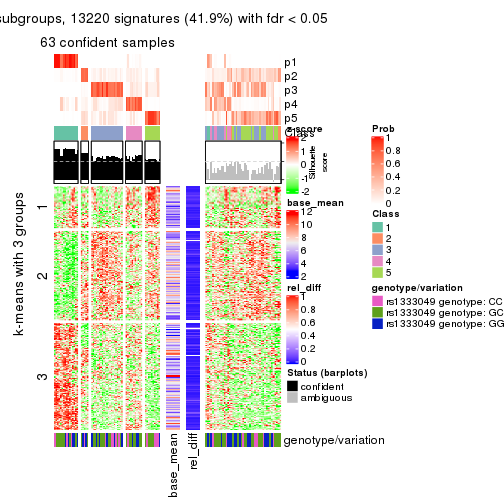 subgroups, 13220 signatures (41.9%) with fdr < 0.05
63 confident samples
p1
p2
p3
p4
p5
Class
Silhouette
score
k-means with 3 groups
1
2
3
base_mean
rel_diff
genotype/variation
z-score
2
1
0
-1
-2
base_mean
12
10
8
6
4
2
rel_diff
1
0.8
0.6
0.4
0.2
0
Status (barplots)
confident
ambiguous
Prob
1
0.8
0.6
0.4
0.2
0
Class
1
2
3
4
5
genotype/variation
rs1333049 genotype: CC
rs1333049 genotype: GC
rs1333049 genotype: GG